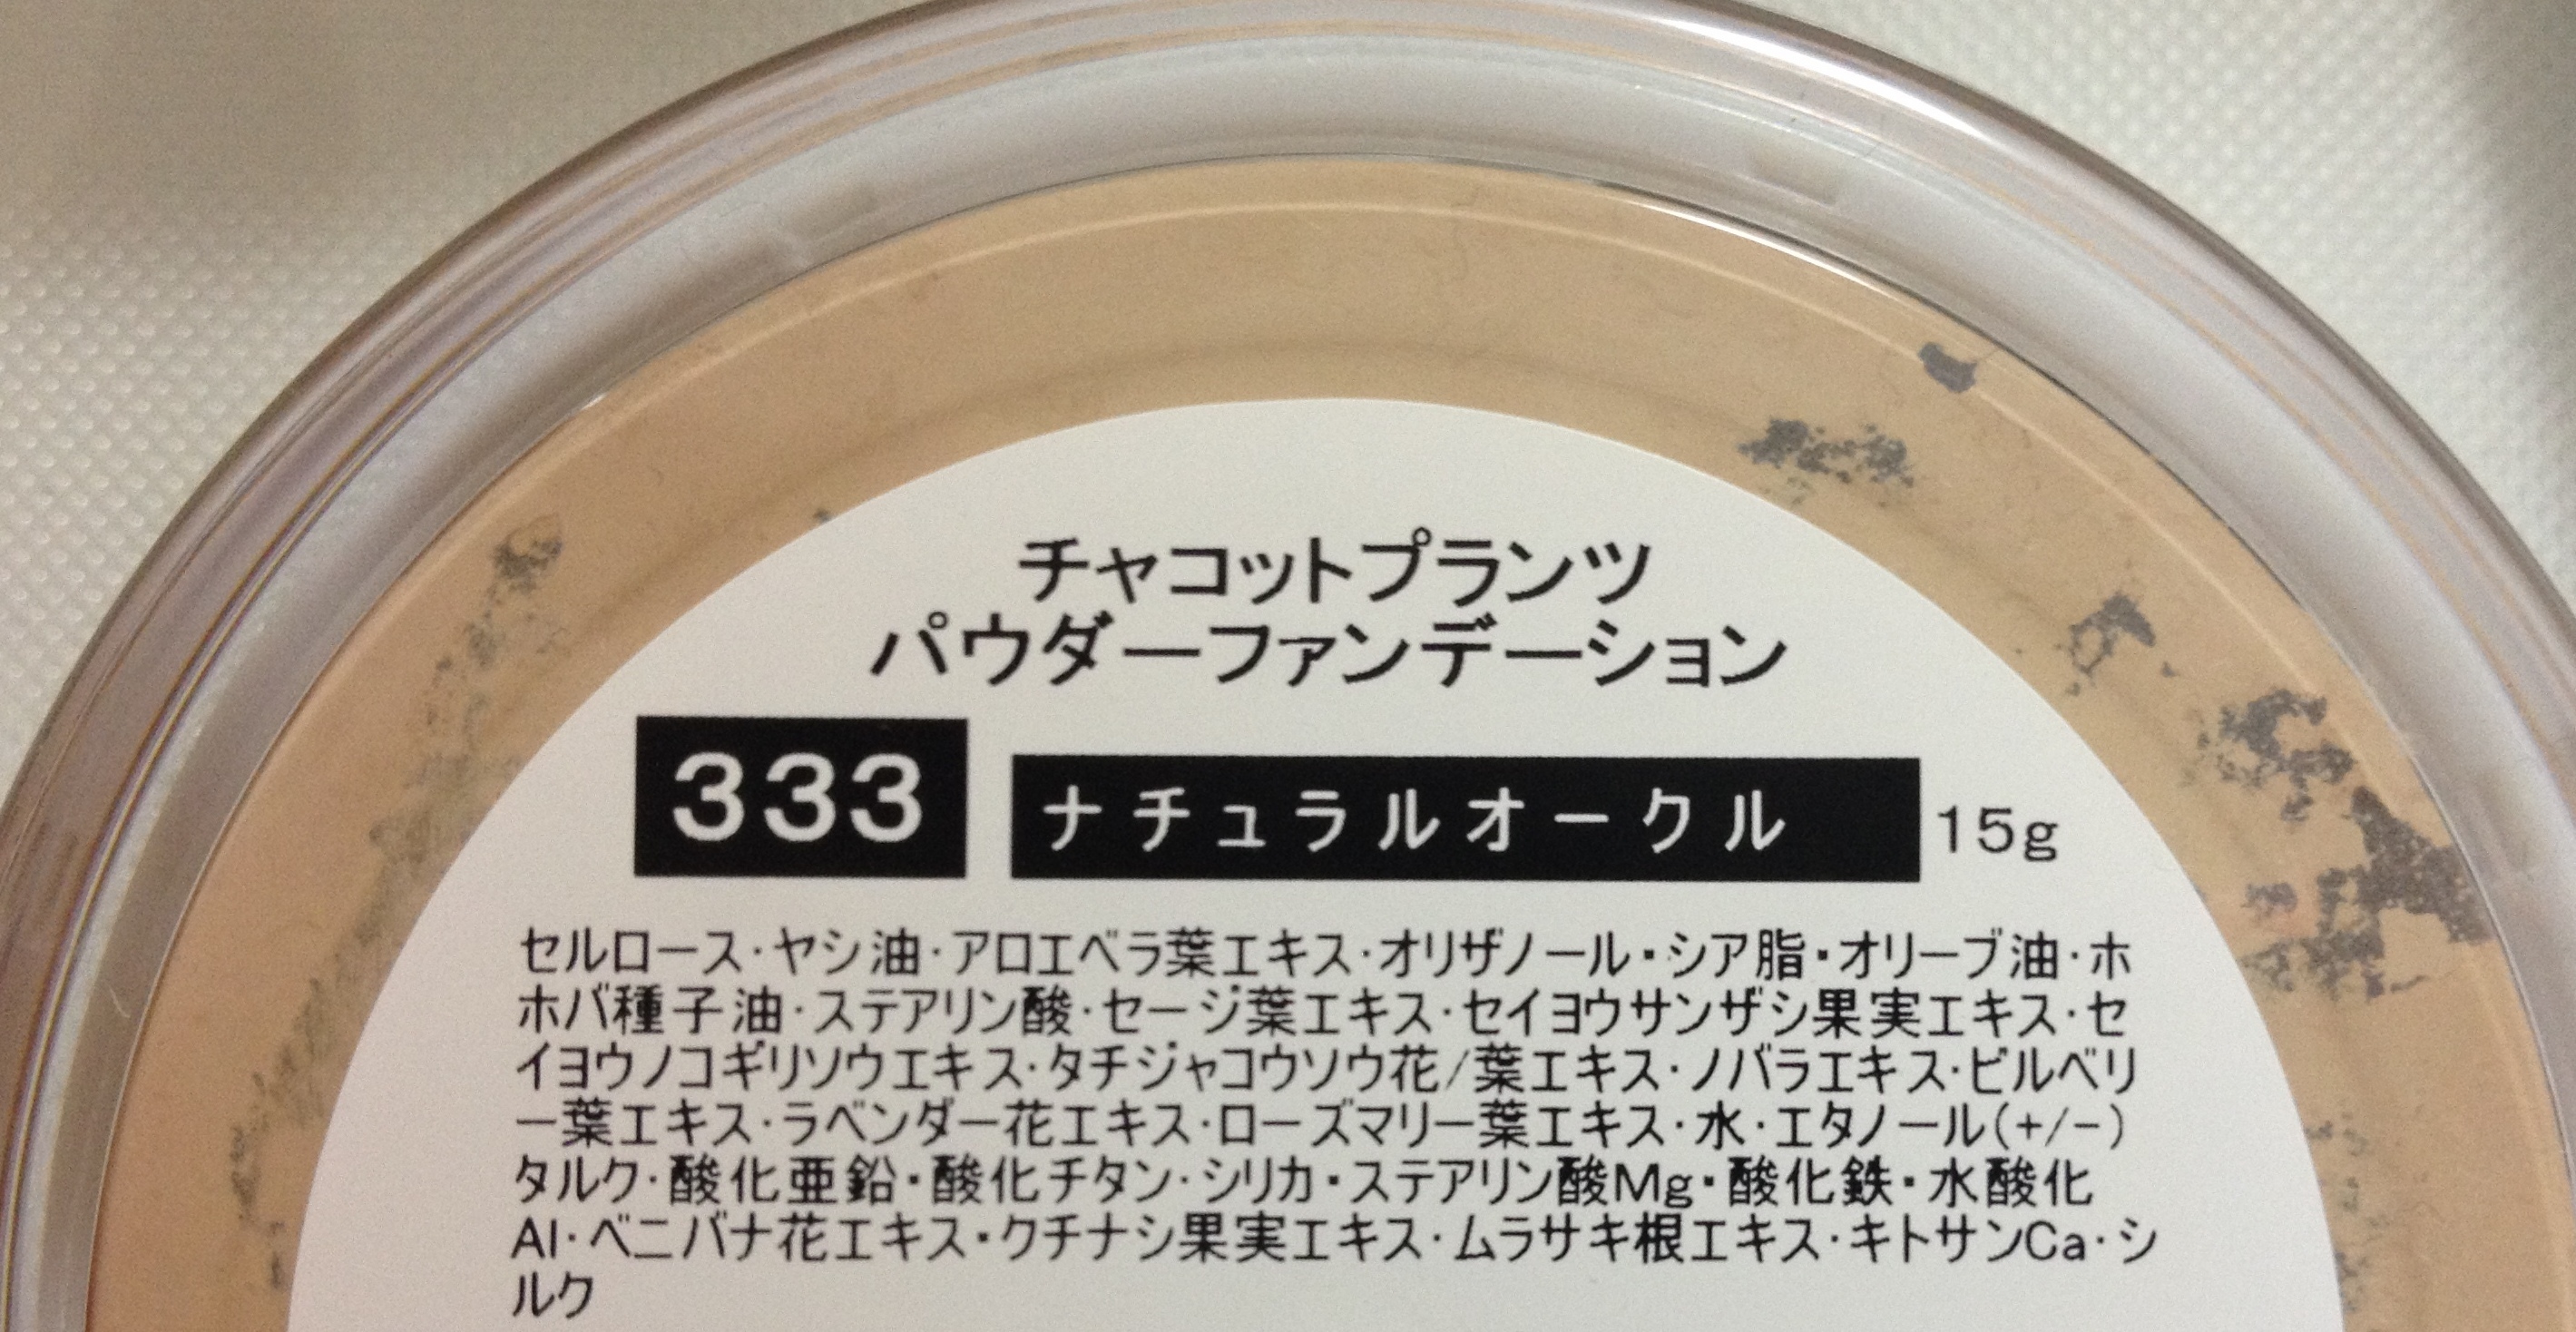 チャコットプランツ
パウダーファンデーション
333 ナチュラルオークル 15g
セルロース・ヤシ油・アロエベラ葉エキス・オリザノール・シア脂・オリーブ油・ホ
ホバ種子油・ステアリン酸・セージ葉エキス・セイヨウサンザシ果実エキス・セ
イヨウノコギリソウエキス・タチジャコウソウ花/葉エキス・ノバラエキス・ビルベリ
ー葉エキス・ラベンダー花エキス・ローズマリー葉エキス・水・エタノール(+/-)
タルク・酸化亜鉛・酸化チタン・シリカ・ステアリン酸Mg・酸化鉄・水酸化
Al・ベニバナ花エキス・クチナシ果実エキス・ムラサキ根エキス・キトサンCa・シ
ルク